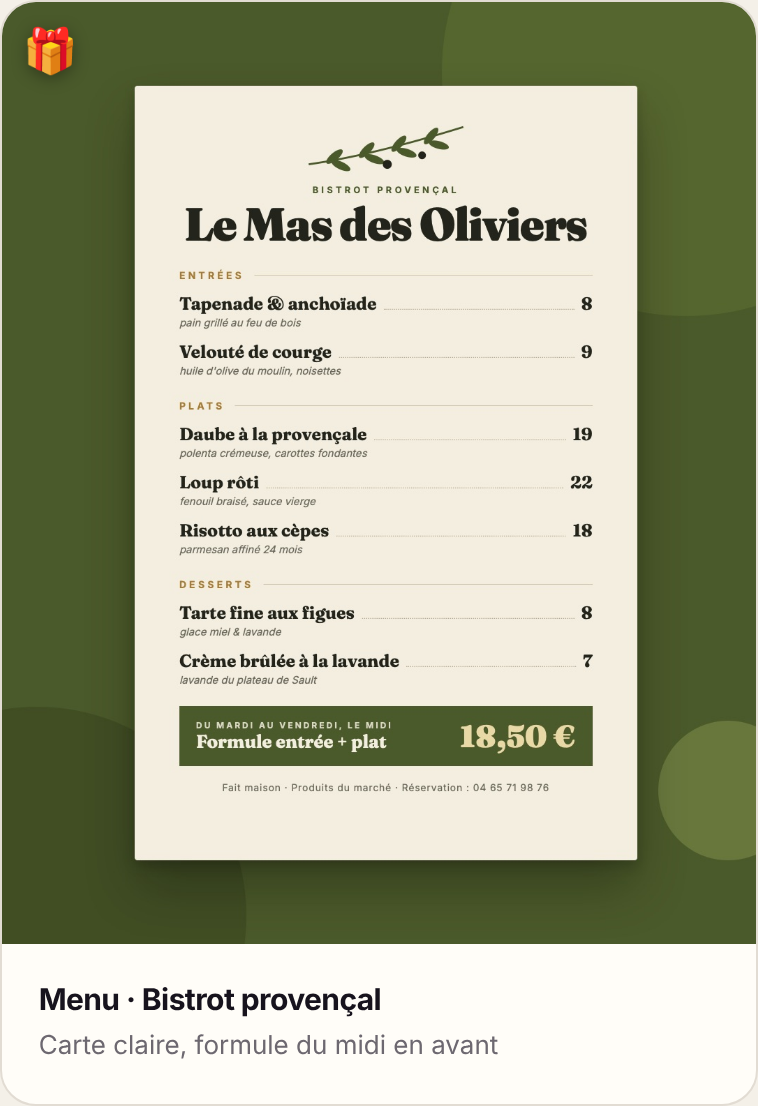 BISTROT PROVENÇAL
Le Mas des Oliviers
ENTRÉES
Tapenade & anchoïade 8
pain grillé au feu de bois
Velouté de courge 9
huile d'olive du moulin, noisettes
PLATS
Daube à la provençale 19
polenta crémeuse, carottes fondantes
Loup rôti 22
fenouil braisé, sauce vierge
Risotto aux cèpes 18
parmesan affiné 24 mois
DESSERTS
Tarte fine aux figues 8
glace miel & lavande
Crème brûlée à la lavande 7
lavande du plateau de Sault
DU MARDI AU VENDREDI, LE MIDI
Formule entrée + plat 18,50 €
Fait maison · Produits du marché · Réservation : 04 65 71 98 76
Menu · Bistrot provençal
Carte claire, formule du midi en avant